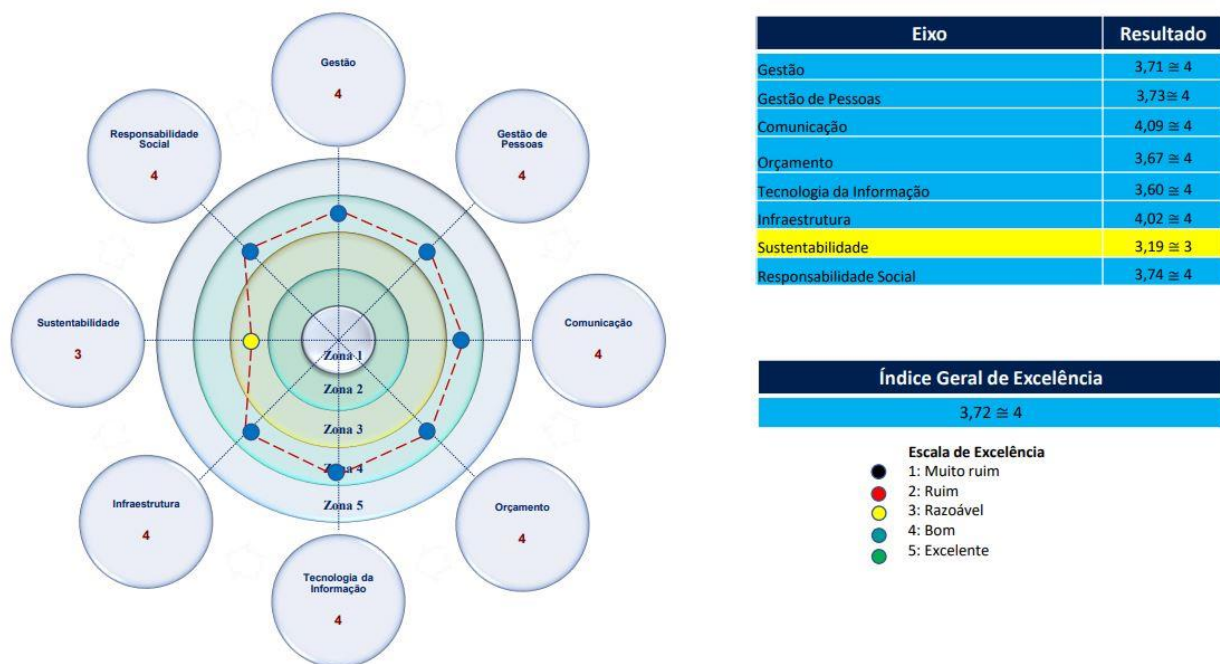 Gestão
4
Gestão de
Pessoas
4
Comunicação
4
Orçamento
4
Tecnologia da
Informação
4
Infraestrutura
4
Sustentabilidade
3
Responsabilidade
Social
4
Zona 1
Zona 2
Zona 3
Zona 4
Zona 5
Eixo Resultado
Gestão 3,71 ≅ 4
Gestão de Pessoas 3,73≅ 4
Comunicação 4,09 ≅ 4
Orçamento 3,67 ≅ 4
Tecnologia da Informação 3,60 ≅ 4
Infraestrutura 4,02 ≅ 4
Sustentabilidade 3,19 ≅ 3
Responsabilidade Social 3,74 ≅ 4
Índice Geral de Excelência
3,72 ≅ 4
Escala de Excelência
1: Muito ruim
2: Ruim
3: Razoável
4: Bom
5: Excelente